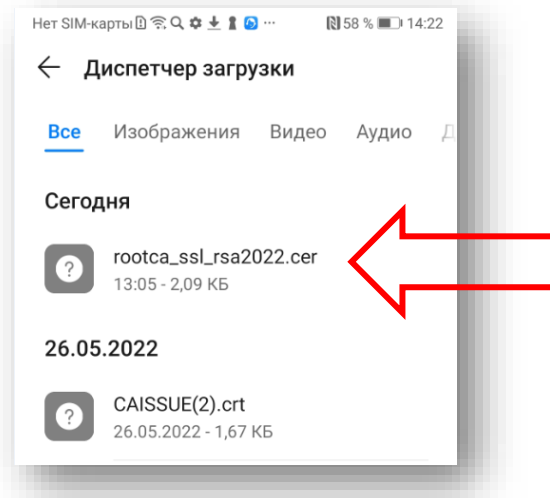 Нет SIM-карты 58 % 14:22
Диспетчер загрузки
Все Изображения Видео Аудио Д
Сегодня
rootca_ssl_rsa2022.cer
13:05 - 2,09 КБ
26.05.2022
CAISSUE(2).crt
26.05.2022 - 1,67 КБ